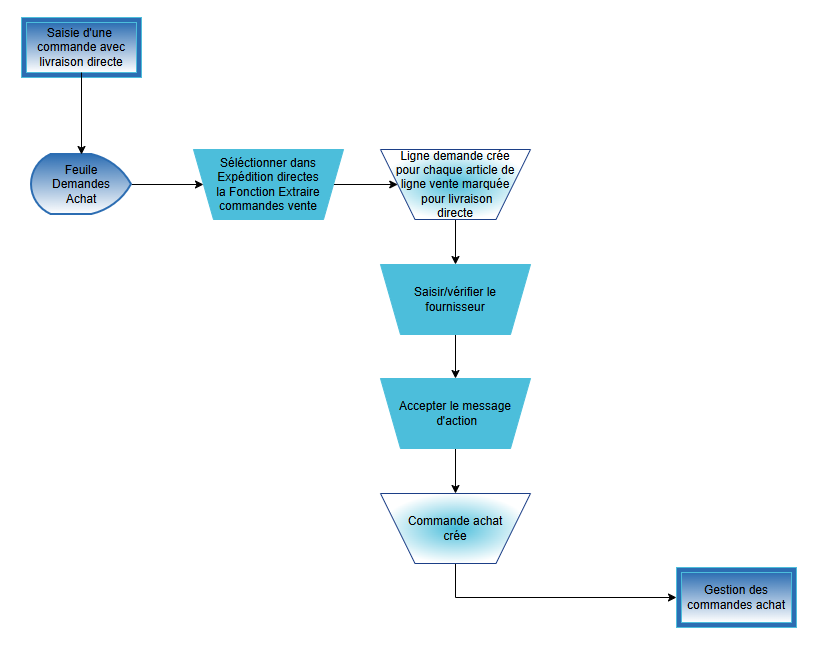 Saisie d'une
commande avec
livraison directe
Feuile
Demandes
Achat
Séléctionner dans
Expédition directes
la Fonction Extraire
commandes vente
Ligne demande crée
pour chaque article de
ligne vente marquée
pour livraison
directe
Saisir/vérifier le
fournisseur
Accepter le message
d'action
Commande achat
crée
Gestion des
commandes achat